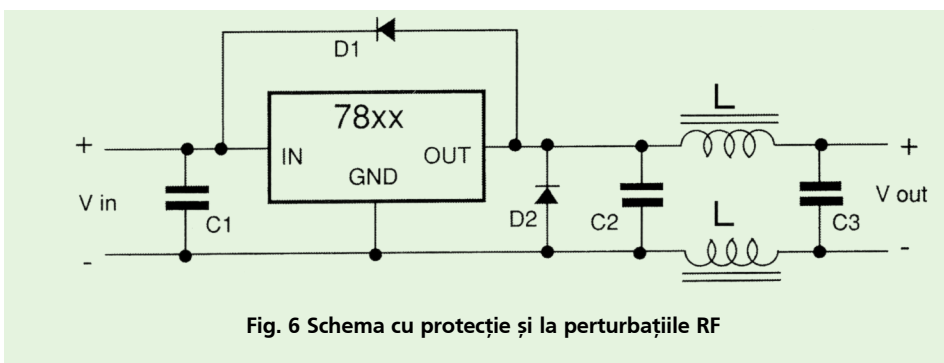 D1
L
78xx
+
IN
OUT
+
GND
V in
C1
D2
C2
L
C3
V out
-
-
Fig. 6 Schema cu protecție și la perturbațiile RF